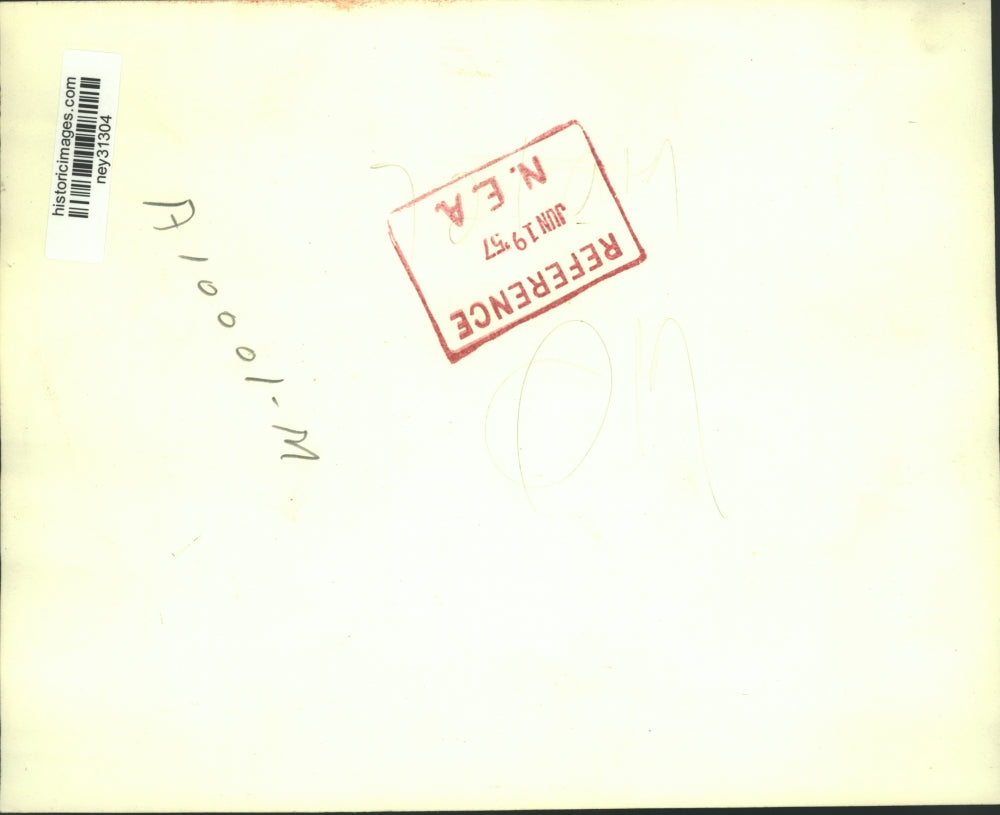 historicimages.com
ney31304
A10001-M
REFERENCE
JUN 19 '57
N.E.A.